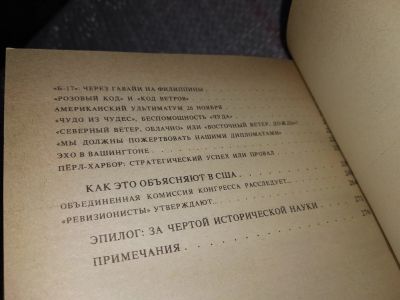 «Б-17»: ЧЕРЕЗ ГАВАЙИ НА ФИЛИППИНЫ
«РОЗОВЫЙ КОД» И «КОД ВЕТРОВ»
АМЕРИКАНСКИЙ УЛЬТИМАТУМ 26 НОЯБРЯ
«ЧУДО ИЗ ЧУДЕС», БЕСПОМОЩНОСТЬ «ЧУДА»
«СЕВЕРНЫЙ ВЕТЕР, ОБЛАЧНО» ИЛИ «ВОСТОЧНЫЙ ВЕТЕР, ДОЖДЬ»
«МЫ ДОЛЖНЫ ПОЖЕРТВОВАТЬ НАШИМИ ДИПЛОМАТАМИ»
ЭХО В ВАШИНГТОНЕ
ПЁРЛ-ХАРБОР: СТРАТЕГИЧЕСКИЙ УСПЕХ ИЛИ ПРОВАЛ
КАК ЭТО ОБЪЯСНЯЮТ В США
ОБЪЕДИНЕННАЯ КОМИССИЯ КОНГРЕССА РАССЛЕДУЕТ...
«РЕВИЗИОНИСТЫ» УТВЕРЖДАЮТ...
ЭПИЛОГ: ЗА ЧЕРТОЙ ИСТОРИЧЕСКОЙ НАУКИ
ПРИМЕЧАНИЯ